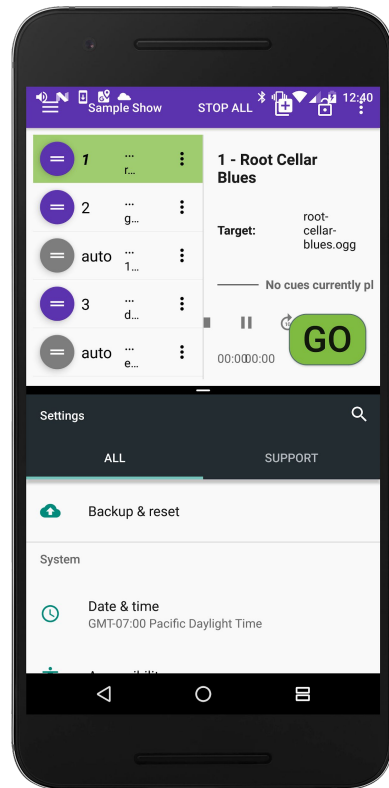 12:40
Sample Show
STOP ALL
1
...
r...
2
...
g...
auto
...
1...
3
...
d...
auto
...
e...
1 - Root Cellar
Blues
Target:
root-
cellar-
blues.ogg
No cues currently pl
GO
00:00
00:00
Settings
ALL
SUPPORT
Backup & reset
System
Date & time
GMT-07:00 Pacific Daylight Time